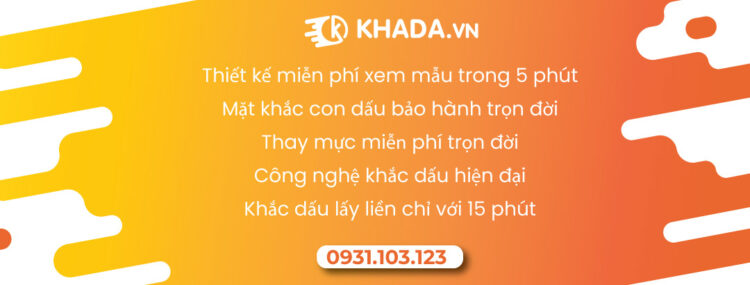 KHADA.VN
Thiết kế miễn phí xem mẫu trong 5 phút
Mặt khắc con dấu bảo hành trọn đời
Thay mực miễn phí trọn đời
Công nghệ khắc dấu hiện đại
Khắc dấu lấy liền chỉ với 15 phút
0931.103.123